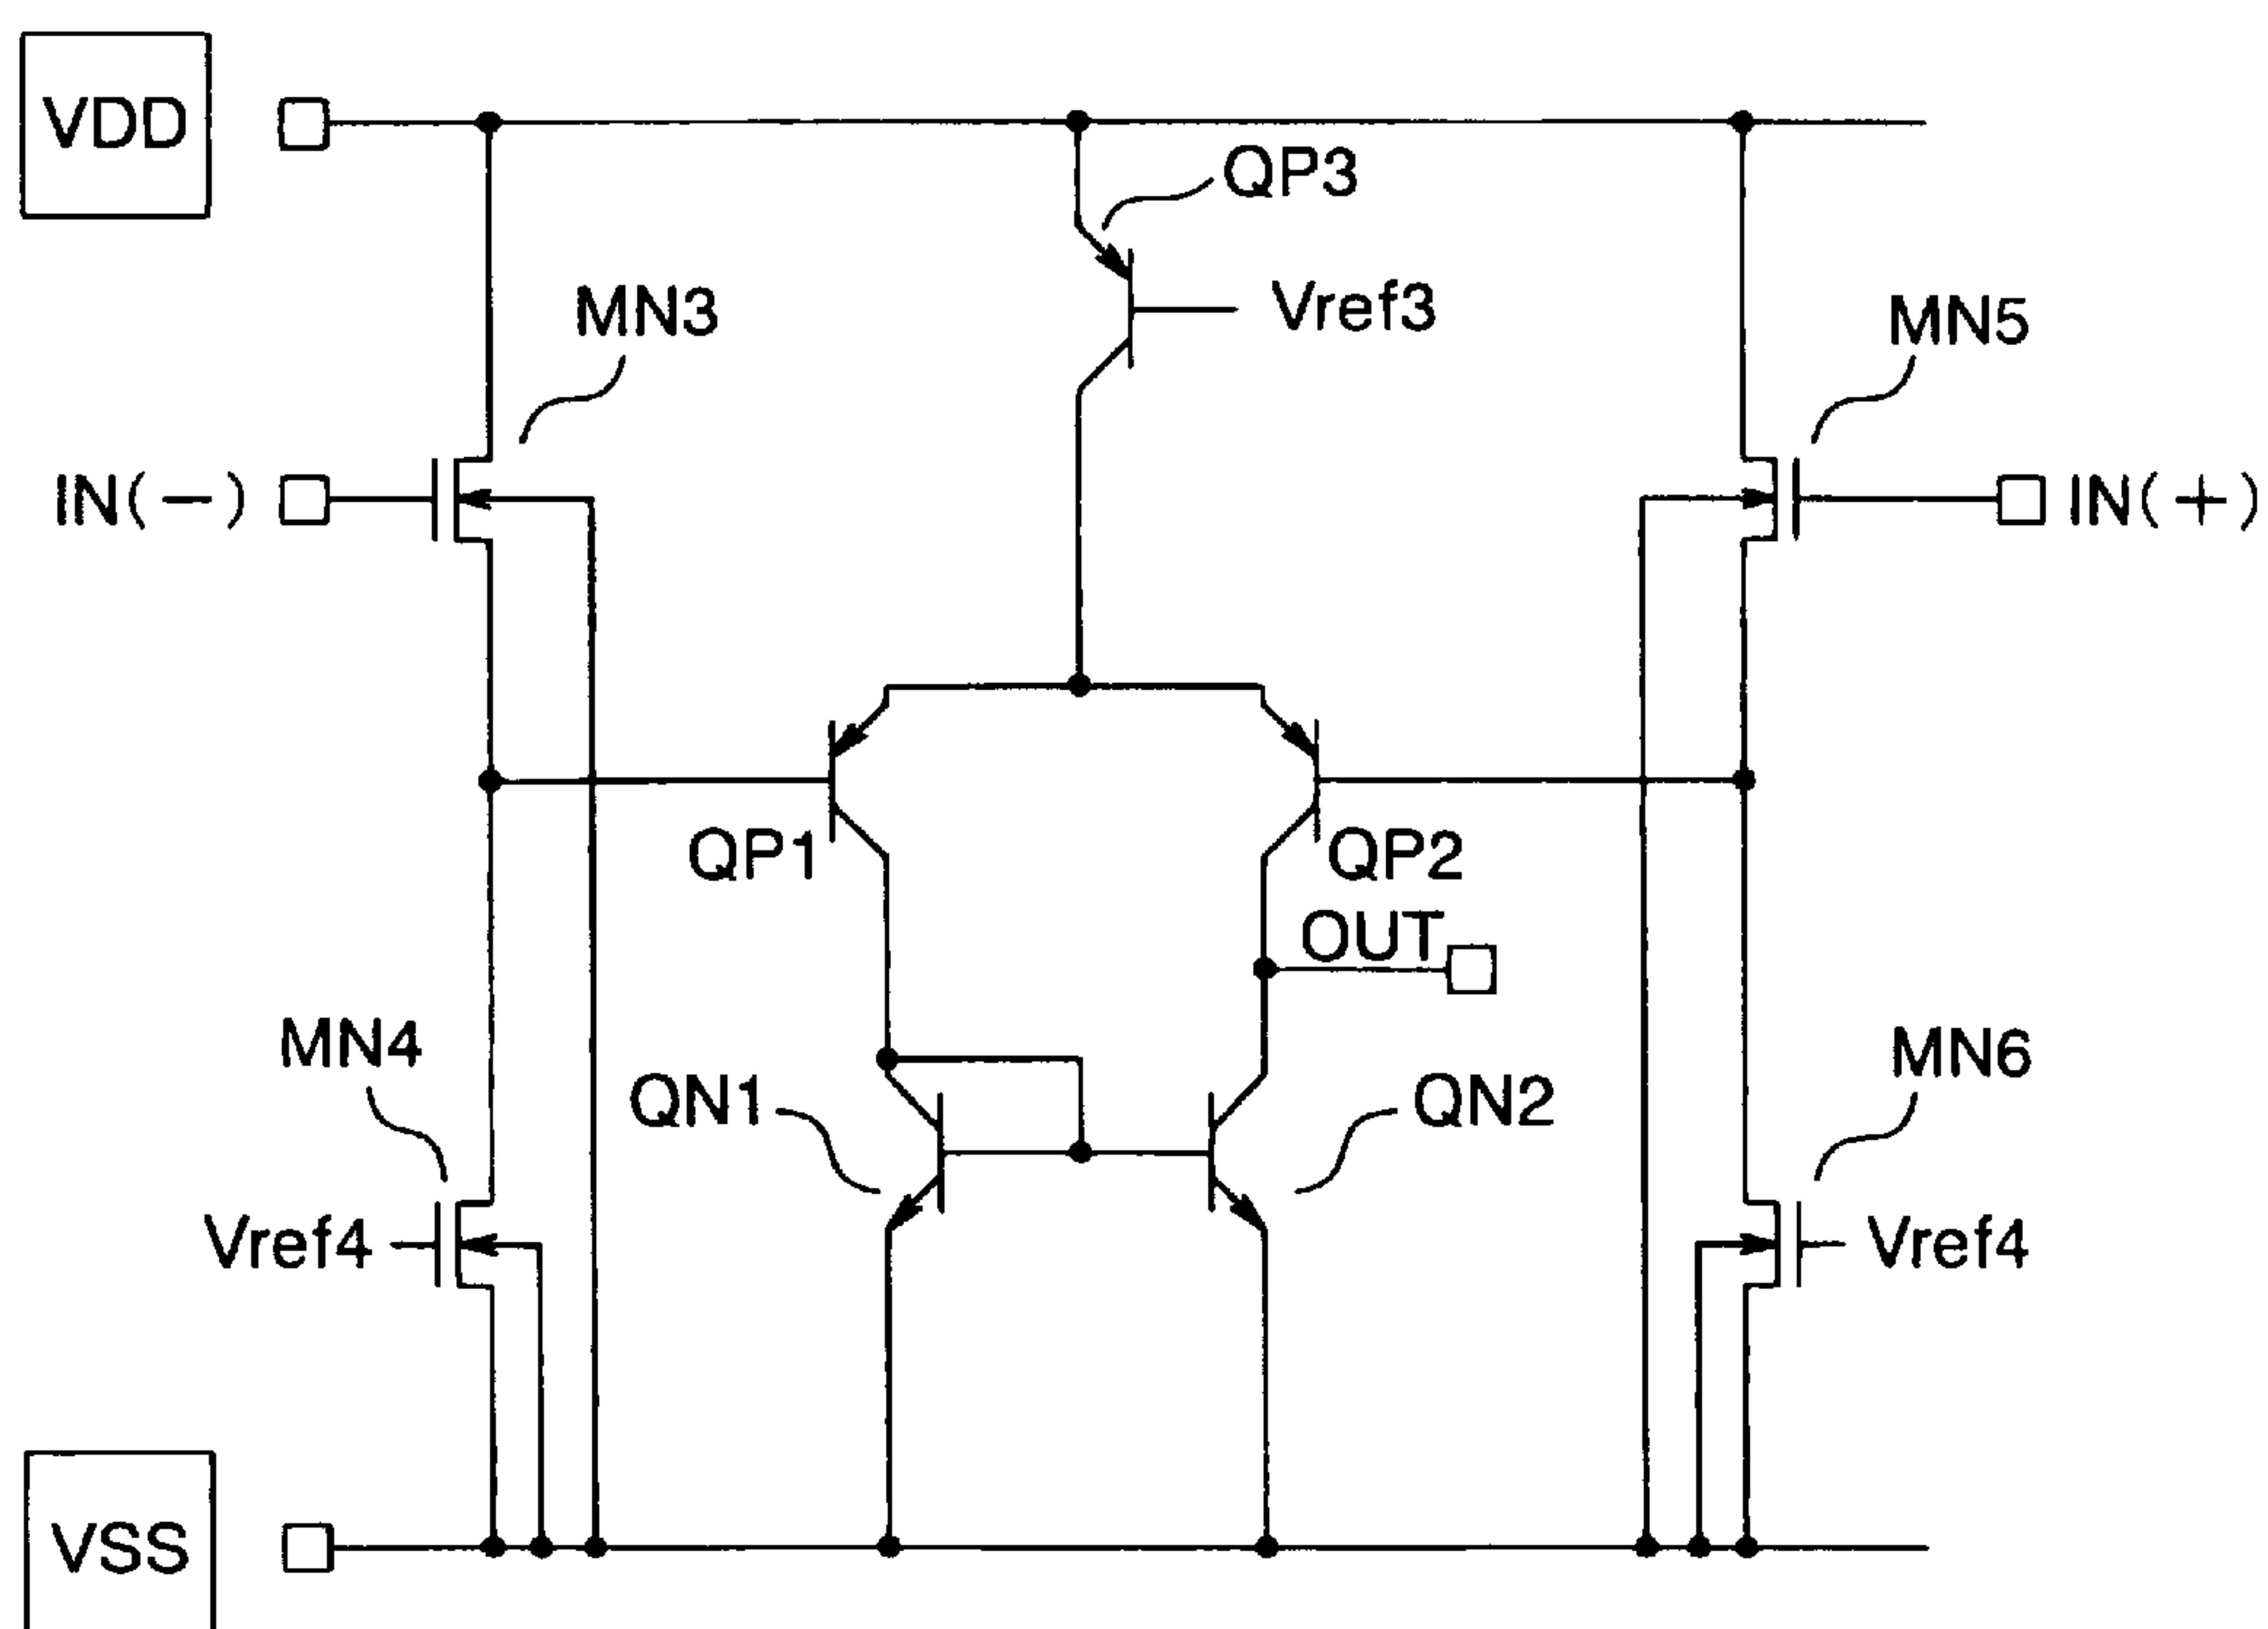 VDD
QP3
Vref3
MN3
MN5
IN(−)
IN(+)
QP1
QP2
OUT
MN4
MN6
QN1
QN2
Vref4
Vref4
VSS